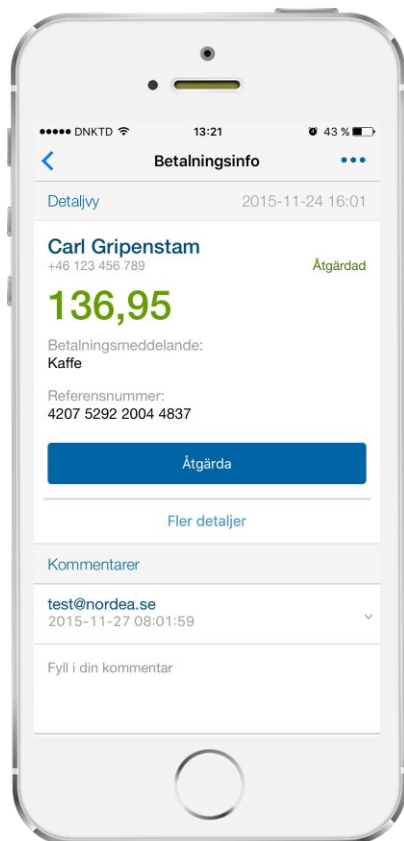 DNKTD 13:21 43 %
Betalningsinfo
Detaljvy 2015-11-24 16:01
Carl Gripenstam
+46 123 456 789 Åtgärdad
136,95
Betalningsmeddelande:
Kaffe
Referensnummer:
4207 5292 2004 4837
Åtgärda
Fler detaljer
Kommentarer
test@nordea.se
2015-11-27 08:01:59
Fyll i din kommentar